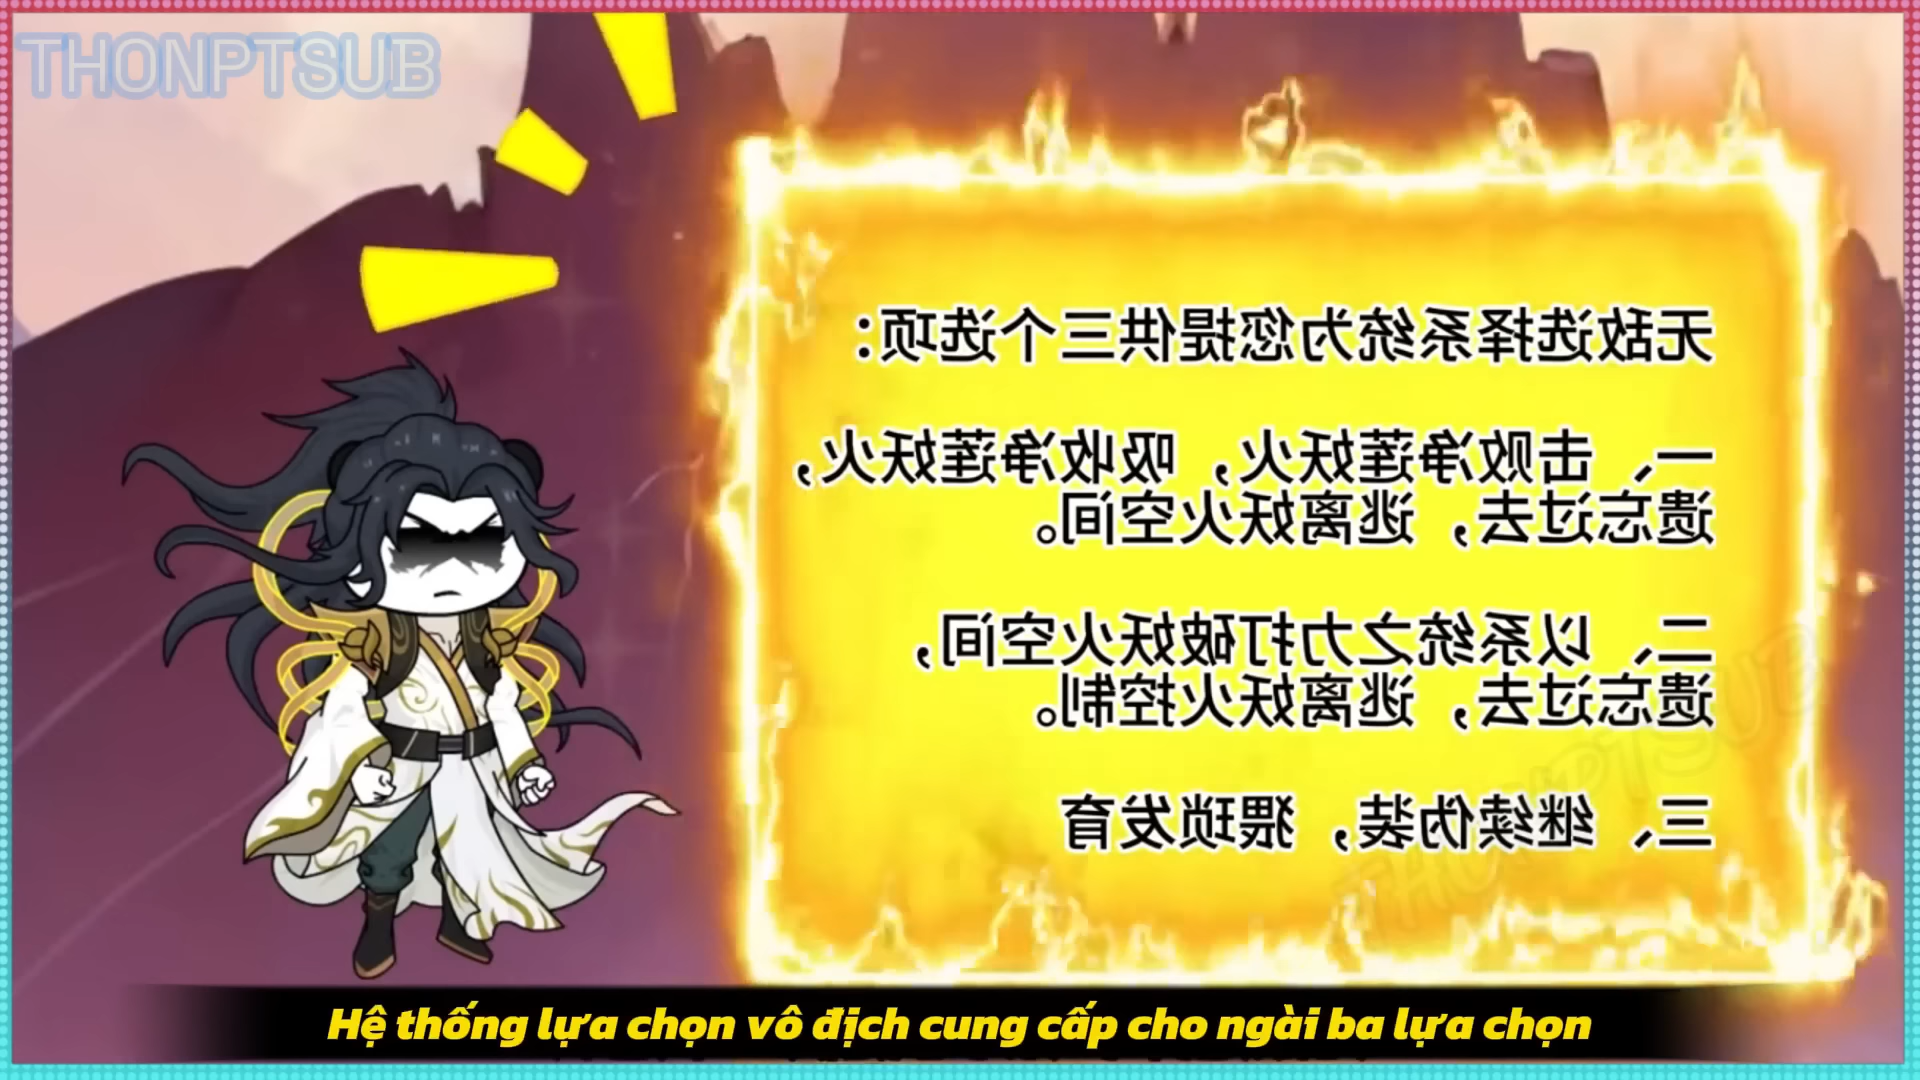 THONPTSUB
无敌选择系统为您提供三个选项：
一、击败净莲妖火，吸收净莲妖火，
遗忘过去，逃离妖火空间。
二、以系统之力打破妖火空间，
遗忘过去，逃离妖火控制。
三、继续伪装，猥琐发育
THONPTSUB
Hệ thống lựa chọn vô địch cung cấp cho ngài ba lựa chọn